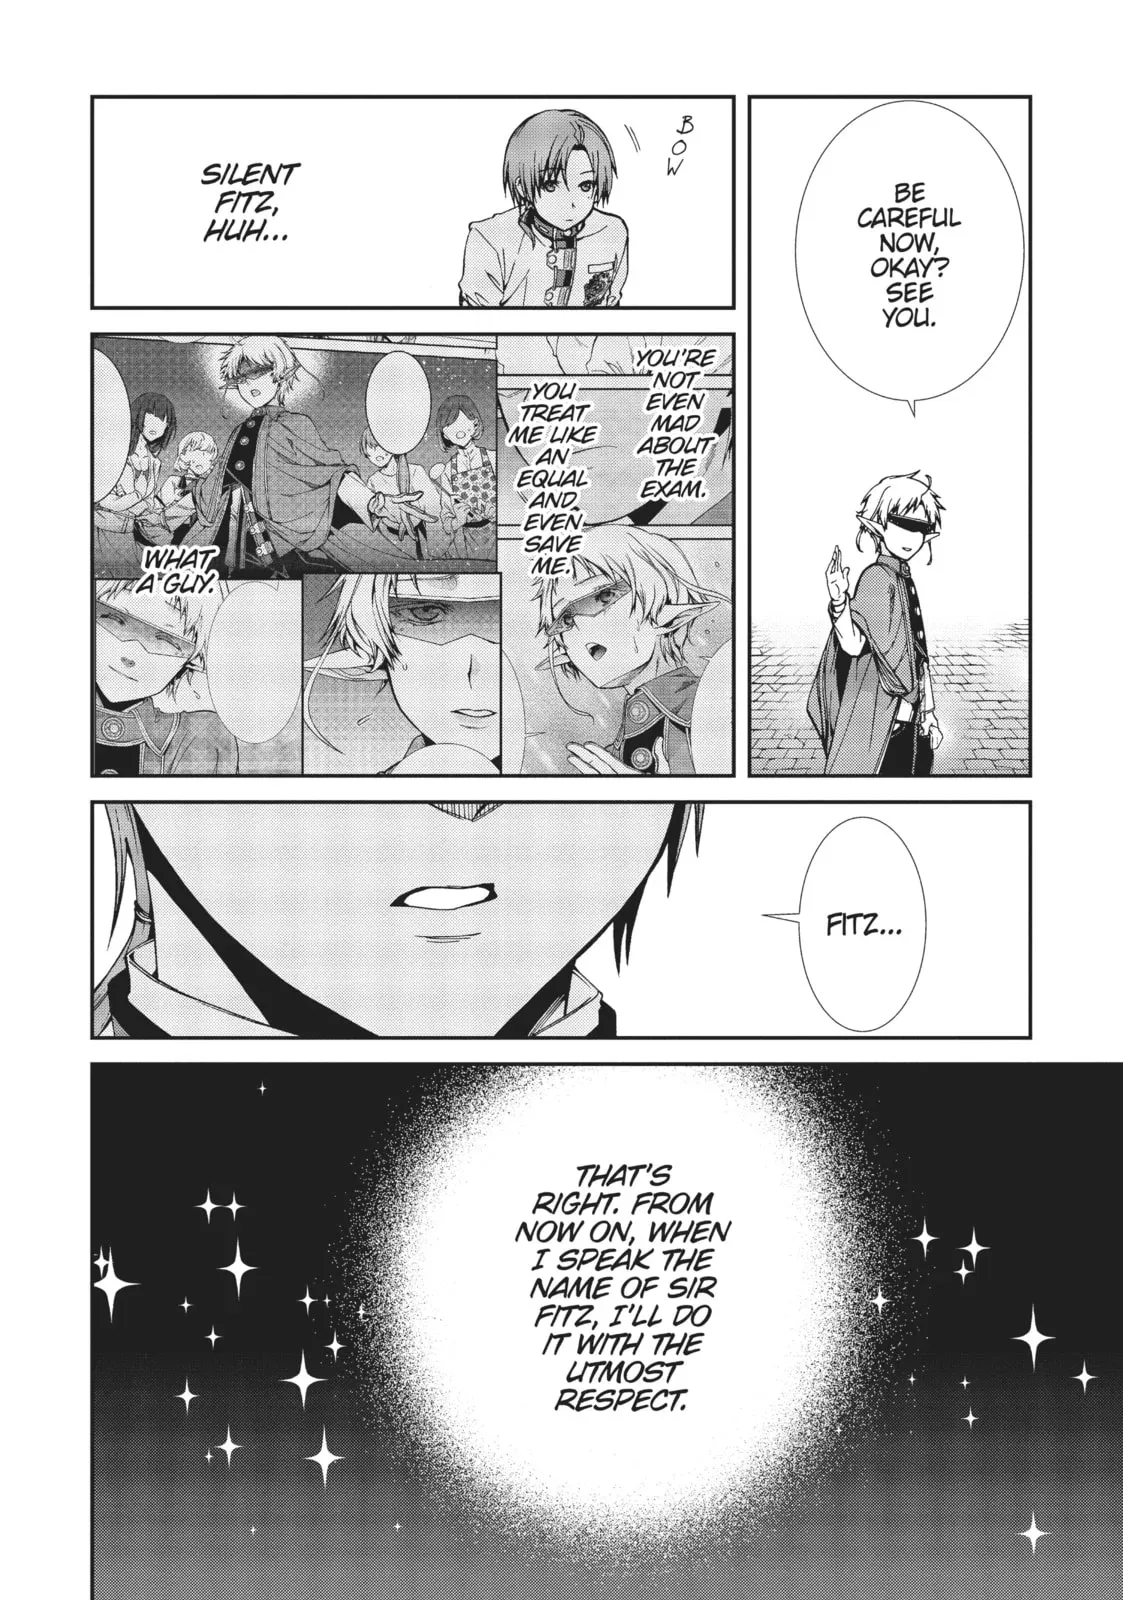 BE
CAREFUL
NOW,
OKAY?
SEE
YOU.
B
O
W
SILENT
FITZ,
HUH...
YOU'RE
NOT
EVEN
MAD
ABOUT
THE
EXAM.
YOU
TREAT
ME LIKE
AN
EQUAL
AND
EVEN
SAVE
ME.
WHAT
A GUY.
FITZ...
THAT'S
RIGHT. FROM
NOW ON, WHEN
I SPEAK THE
NAME OF SIR
FITZ, I'LL DO
IT WITH THE
UTMOST
RESPECT.